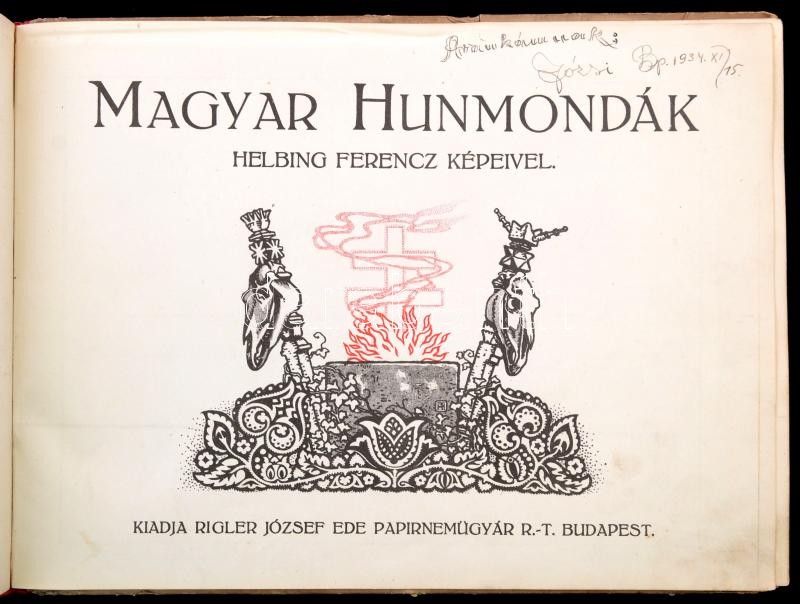 Józsi Bp. 1934. XI/15.
MAGYAR HUNMONDÁK
HELBING FERENCZ KÉPEIVEL.
KIADJA RIGLER JÓZSEF EDE PAPIRNEMŰGYÁR R.-T. BUDAPEST.